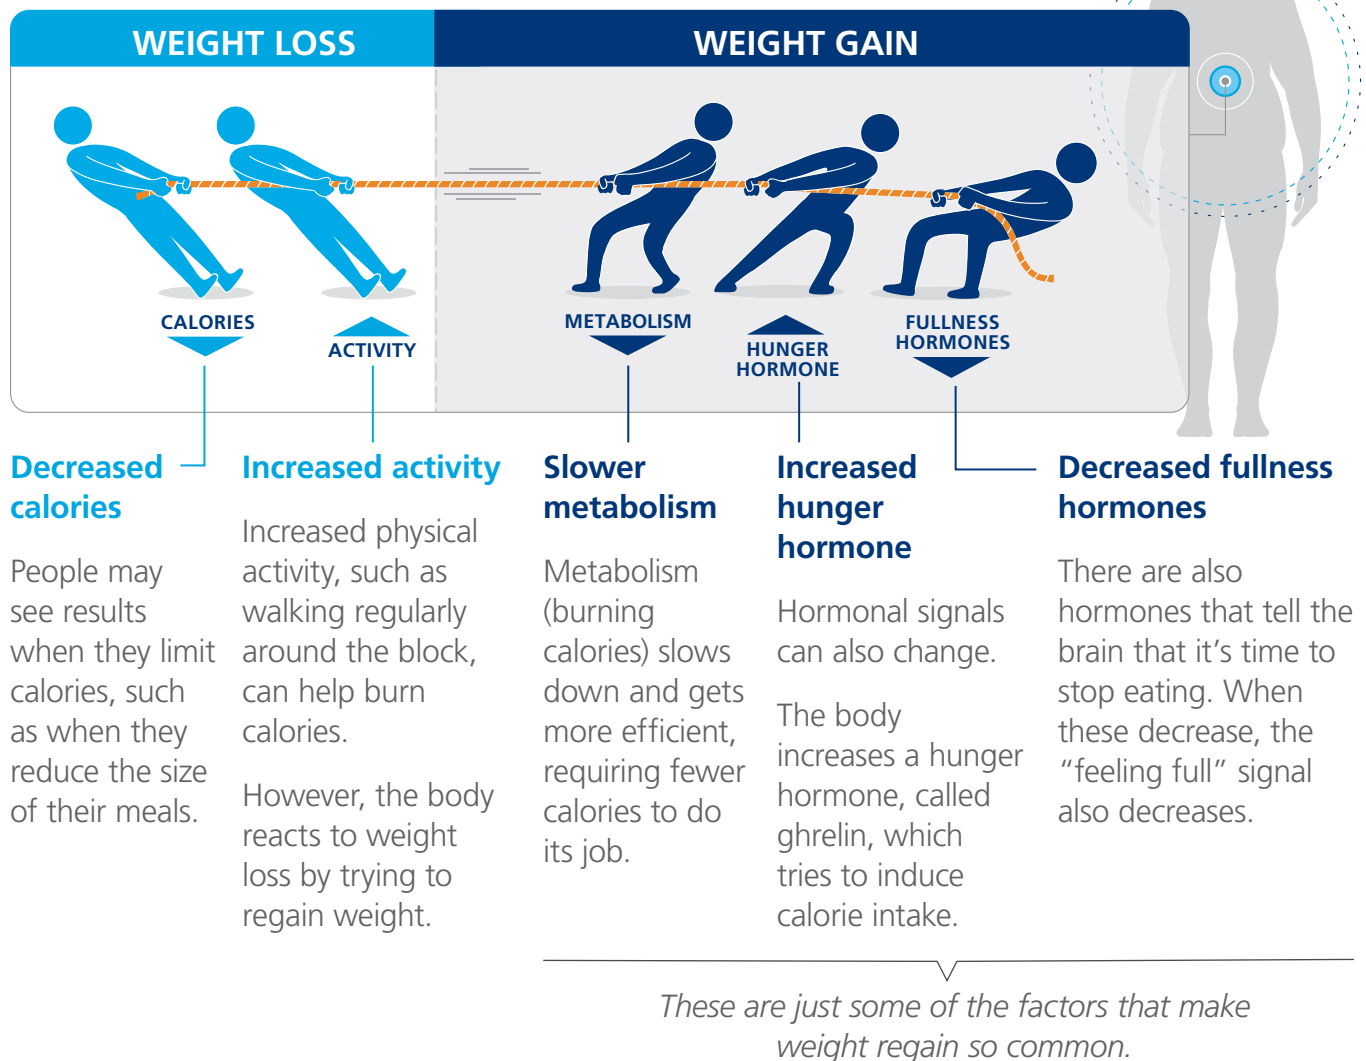 WEIGHT LOSS
WEIGHT GAIN
CALORIES
ACTIVITY
METABOLISM
HUNGER
HORMONE
FULLNESS
HORMONES
Decreased
calories
People may
see results
when they limit
calories, such
as when they
reduce the size
of their meals.
Increased activity
Increased physical
activity, such as
walking regularly
around the block,
can help burn
calories.
However, the body
reacts to weight
loss by trying to
regain weight.
Slower
metabolism
Metabolism
(burning
calories) slows
down and gets
more efficient,
requiring fewer
calories to do
its job.
Increased
hunger
hormone
Hormonal signals
can also change.
The body
increases a hunger
hormone, called
ghrelin, which
tries to induce
calorie intake.
Decreased fullness
hormones
There are also
hormones that tell the
brain that it's time to
stop eating. When
these decrease, the
“feeling full” signal
also decreases.
These are just some of the factors that make
weight regain so common.